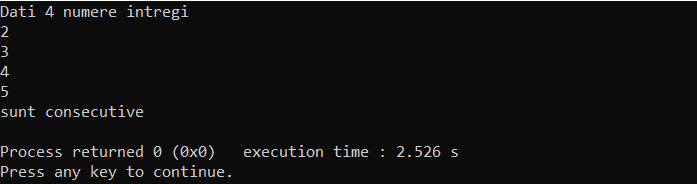 Dati 4 numere intregi
2
3
4
5
sunt consecutive
Process returned 0 (0x0)   execution time : 2.526 s
Press any key to continue.